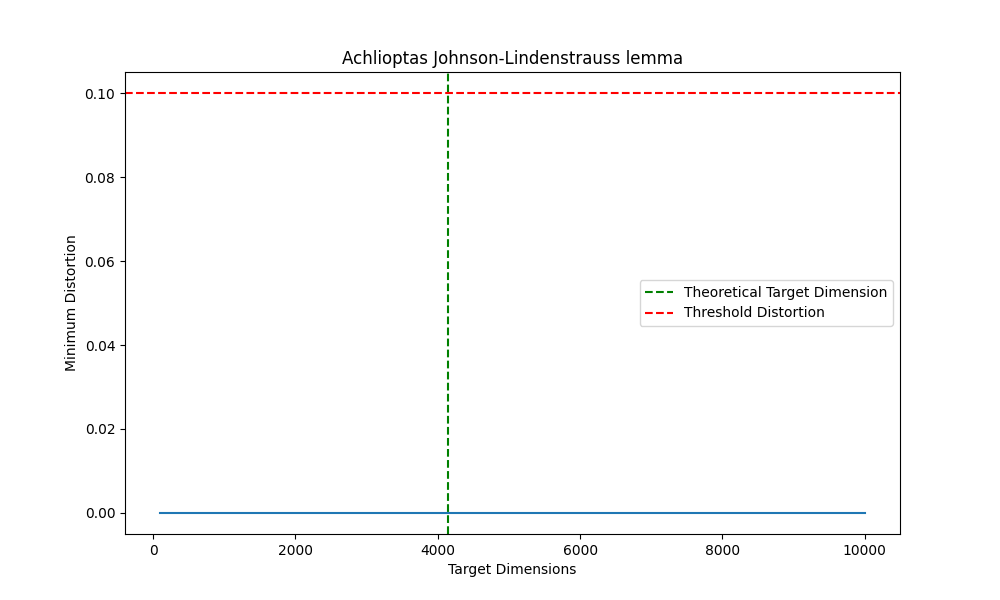 Achlioptas Johnson-Lindenstrauss lemma
0.10
0.08
0.06
0.04
0.02
0.00
Minimum Distortion
Theoretical Target Dimension
Threshold Distortion
0
2000
4000
6000
8000
10000
Target Dimensions